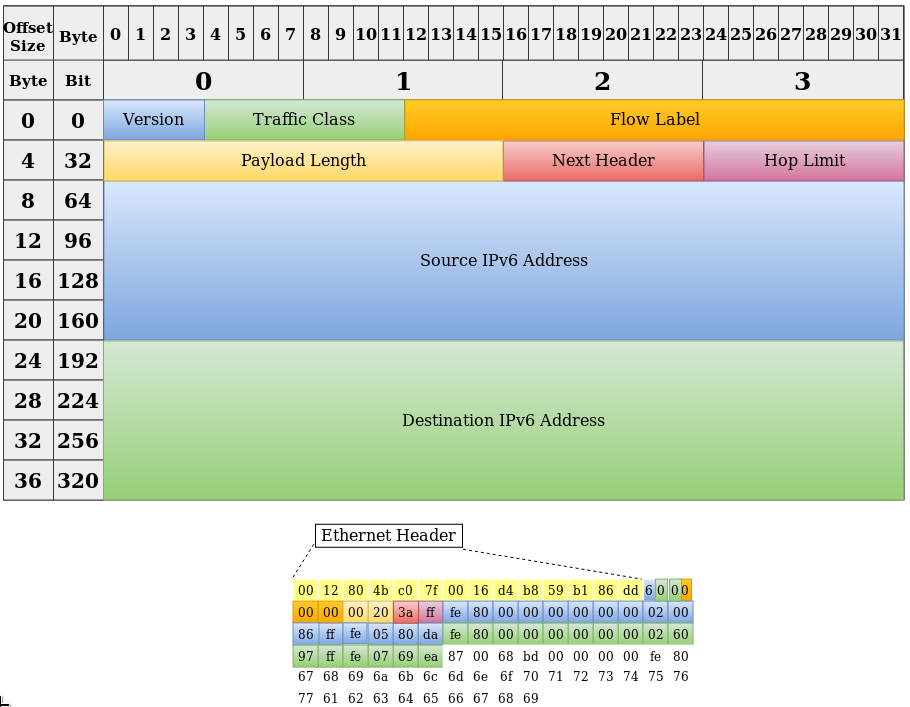 Offset Size Byte 0 1 2 3 4 5 6 7 8 9 10 11 12 13 14 15 16 17 18 19 20 21 22 23 24 25 26 27 28 29 30 31
Byte Bit 0 1 2 3
0 0 Version Traffic Class Flow Label
4 32 Payload Length Next Header Hop Limit
8 64
12 96
Source IPv6 Address
16 128
20 160
24 192
28 224
Destination IPv6 Address
32 256
36 320
Ethernet Header
00 12 80 4b c0 7f 00 16 d4 b8 59 b1 86 dd 6 0 0 0
00 00 00 20 3a ff fe 80 00 00 00 00 00 00 02 00
86 ff fe 05 80 da fe 80 00 00 00 00 00 00 02 60
97 ff fe 07 69 ea 87 00 68 bd 00 00 00 00 fe 80
67 68 69 6a 6b 6c 6d 6e 6f 70 71 72 73 74 75 76
77 61 62 63 64 65 66 67 68 69